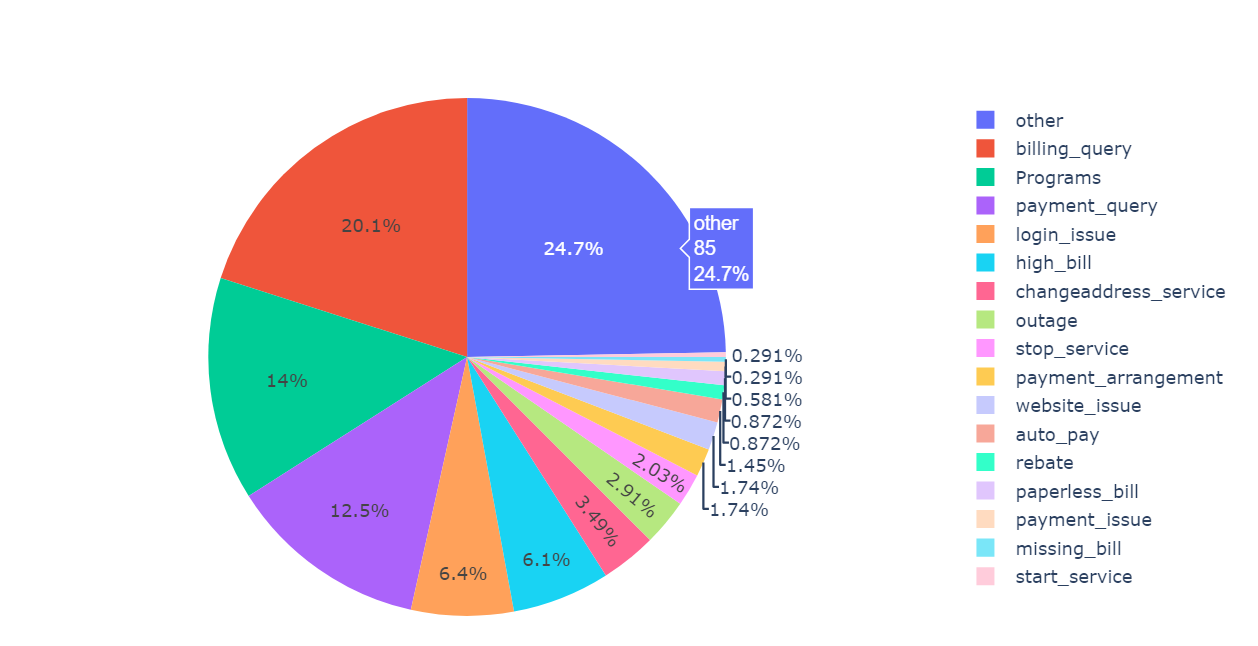 20.1%
24.7%
other
85
24.7%
14%
12.5%
6.4%
6.1%
3.49%
2.91%
2.03%
0.291%
0.291%
0.581%
0.872%
0.872%
1.45%
1.74%
1.74%
other
billing_query
Programs
payment_query
login_issue
high_bill
changeaddress_service
outage
stop_service
payment_arrangement
website_issue
auto_pay
rebate
paperless_bill
payment_issue
missing_bill
start_service